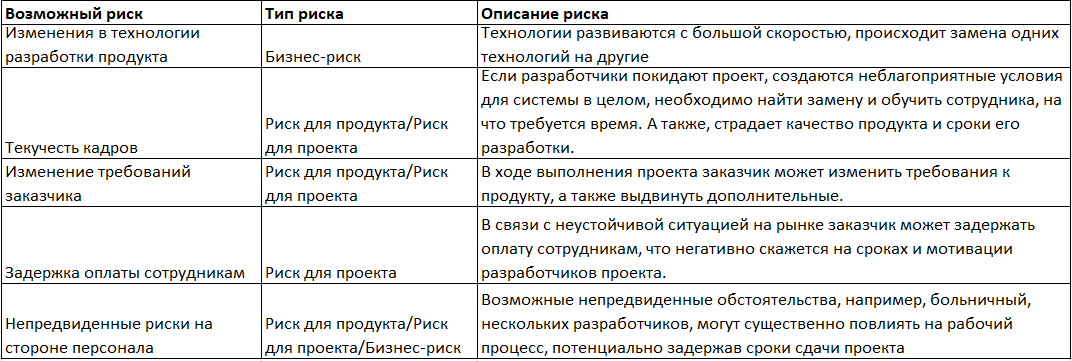 Возможный риск Тип риска Описание риска
Изменения в технологии
разработки продукта
Бизнес-риск
Технологии развиваются с большой скоростью, происходит замена одних
технологий на другие
Текучесть кадров
Риск для продукта/Риск
для проекта
Если разработчики покидают проект, создаются неблагоприятные условия
для системы в целом, необходимо найти замену и обучить сотрудника, на
что требуется время. А также, страдает качество продукта и сроки его
разработки.
Изменение требований
заказчика
Риск для продукта/Риск
для проекта
В ходе выполнения проекта заказчик может изменить требования к
продукту, а также выдвинуть дополнительные.
Задержка оплаты сотрудникам
Риск для проекта
В связи с неустойчивой ситуацией на рынке заказчик может задержать
оплату сотрудникам, что негативно скажется на сроках и мотивации
разработчиков проекта.
Непредвиденные риски на
стороне персонала
Риск для продукта/Риск
для проекта/Бизнес-риск
Возможные непредвиденные обстоятельства, например, больничный,
нескольких разработчиков, могут существенно повлиять на рабочий
процесс, потенциально задержав сроки сдачи проекта